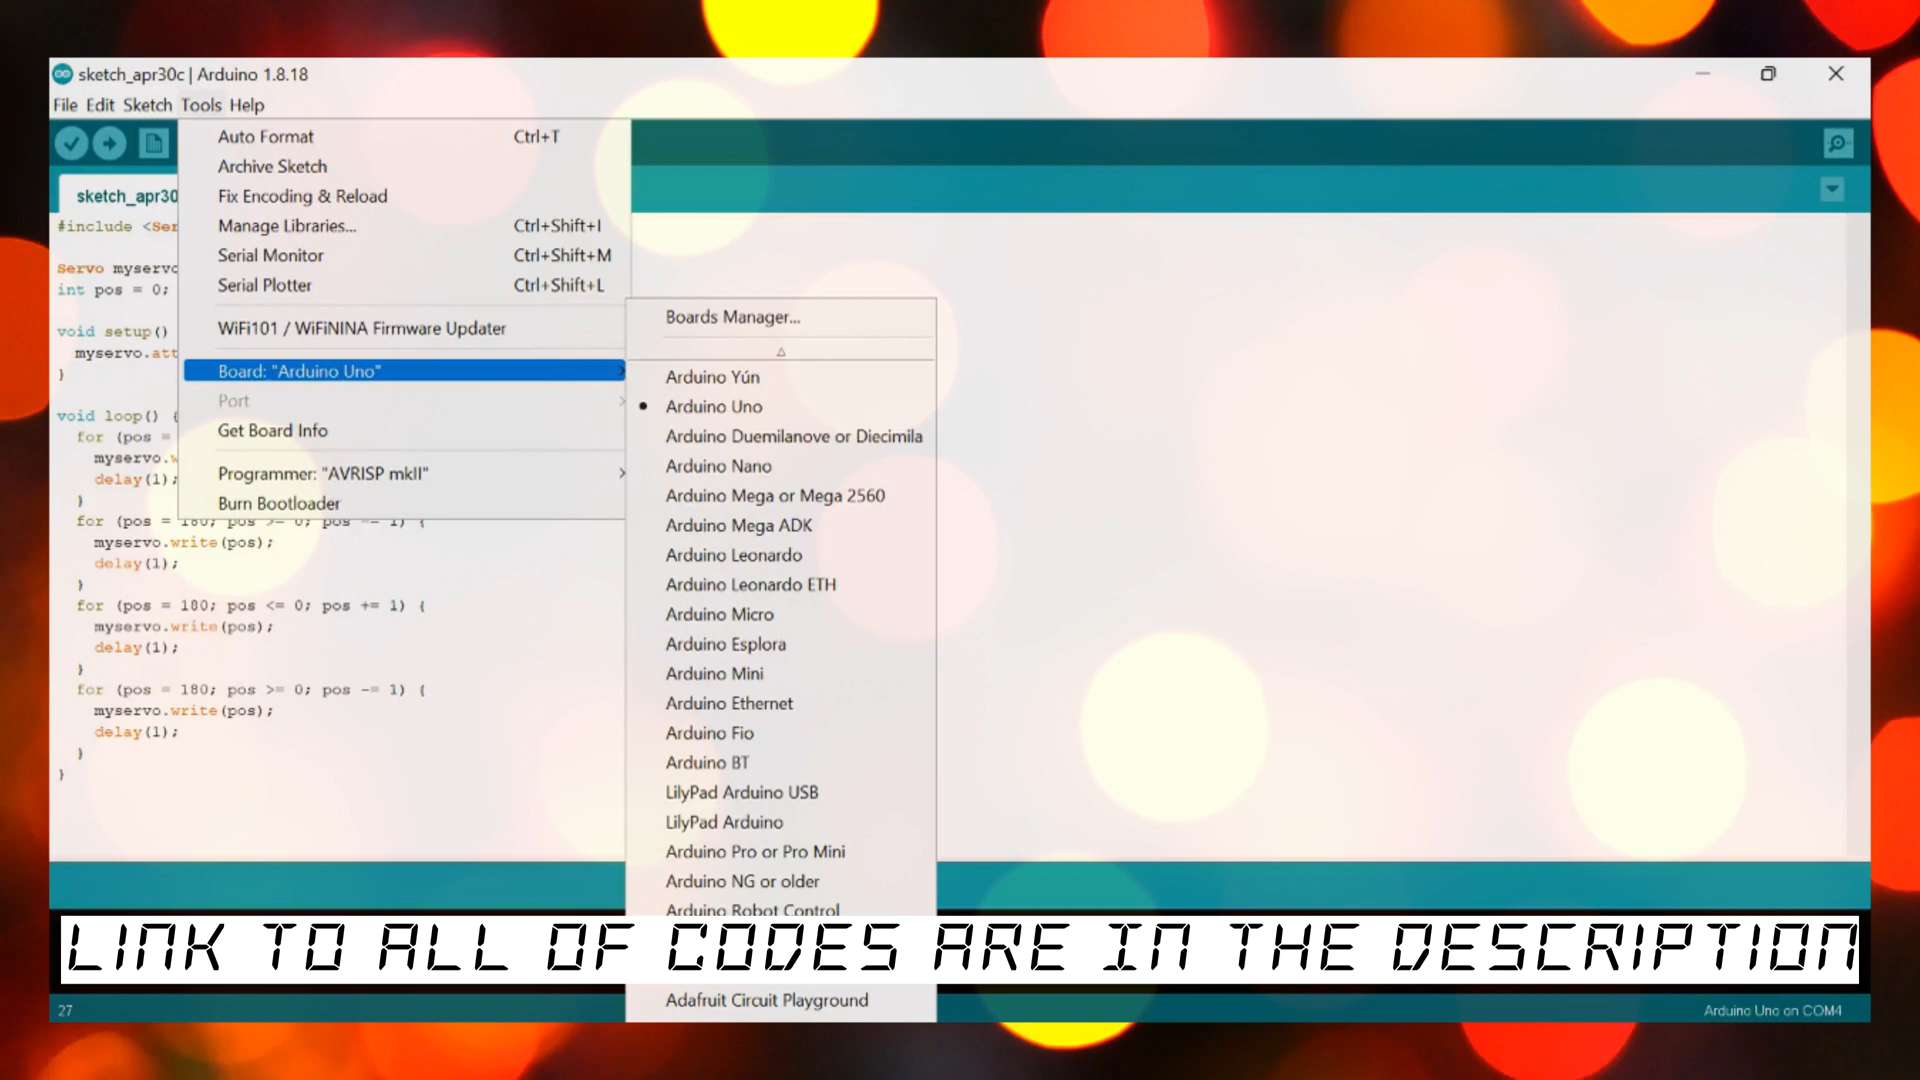 sketch_apr30c | Arduino 1.8.18
File Edit Sketch Tools Help
Auto Format Ctrl+T
Archive Sketch
Fix Encoding & Reload
Manage Libraries... Ctrl+Shift+I
Serial Monitor Ctrl+Shift+M
Serial Plotter Ctrl+Shift+L
WiFi101 / WiFiNINA Firmware Updater
Board: "Arduino Uno"
Port
Get Board Info
Programmer: "AVRISP mkII"
Burn Bootloader
Boards Manager...
Arduino Yún
Arduino Uno
Arduino Duemilanove or Diecimila
Arduino Nano
Arduino Mega or Mega 2560
Arduino Mega ADK
Arduino Leonardo
Arduino Leonardo ETH
Arduino Micro
Arduino Esplora
Arduino Mini
Arduino Ethernet
Arduino Fio
Arduino BT
LilyPad Arduino USB
LilyPad Arduino
Arduino Pro or Pro Mini
Arduino NG or older
Arduino Robot Control
Adafruit Circuit Playground
sketch_apr30
#include <Ser
Servo myservo
int pos = 0;
void setup()
myservo.att
}
void loop() {
for (pos =
myservo.w
delay(1);
}
for (pos = 180; pos >= 0; pos -= 1) {
myservo.write(pos);
delay(1);
}
for (pos = 180; pos <= 0; pos += 1) {
myservo.write(pos);
delay(1);
}
for (pos = 180; pos >= 0; pos -= 1) {
myservo.write(pos);
delay(1);
}
}
LINK TO ALL OF CODES ARE IN THE DESCRIPTION
27
Arduino Uno on COM4